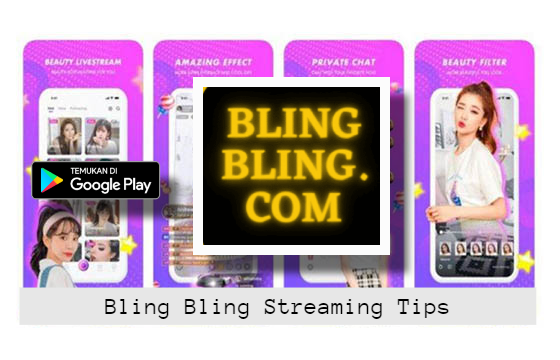 BEAUTY LIVESTREAM
AMAZING EFFECT
PRIVATE CHAT
BEAUTY FILTER
BLING
BLING.
COM
TEMUKAN DI
Google Play
Bling Bling Streaming Tips